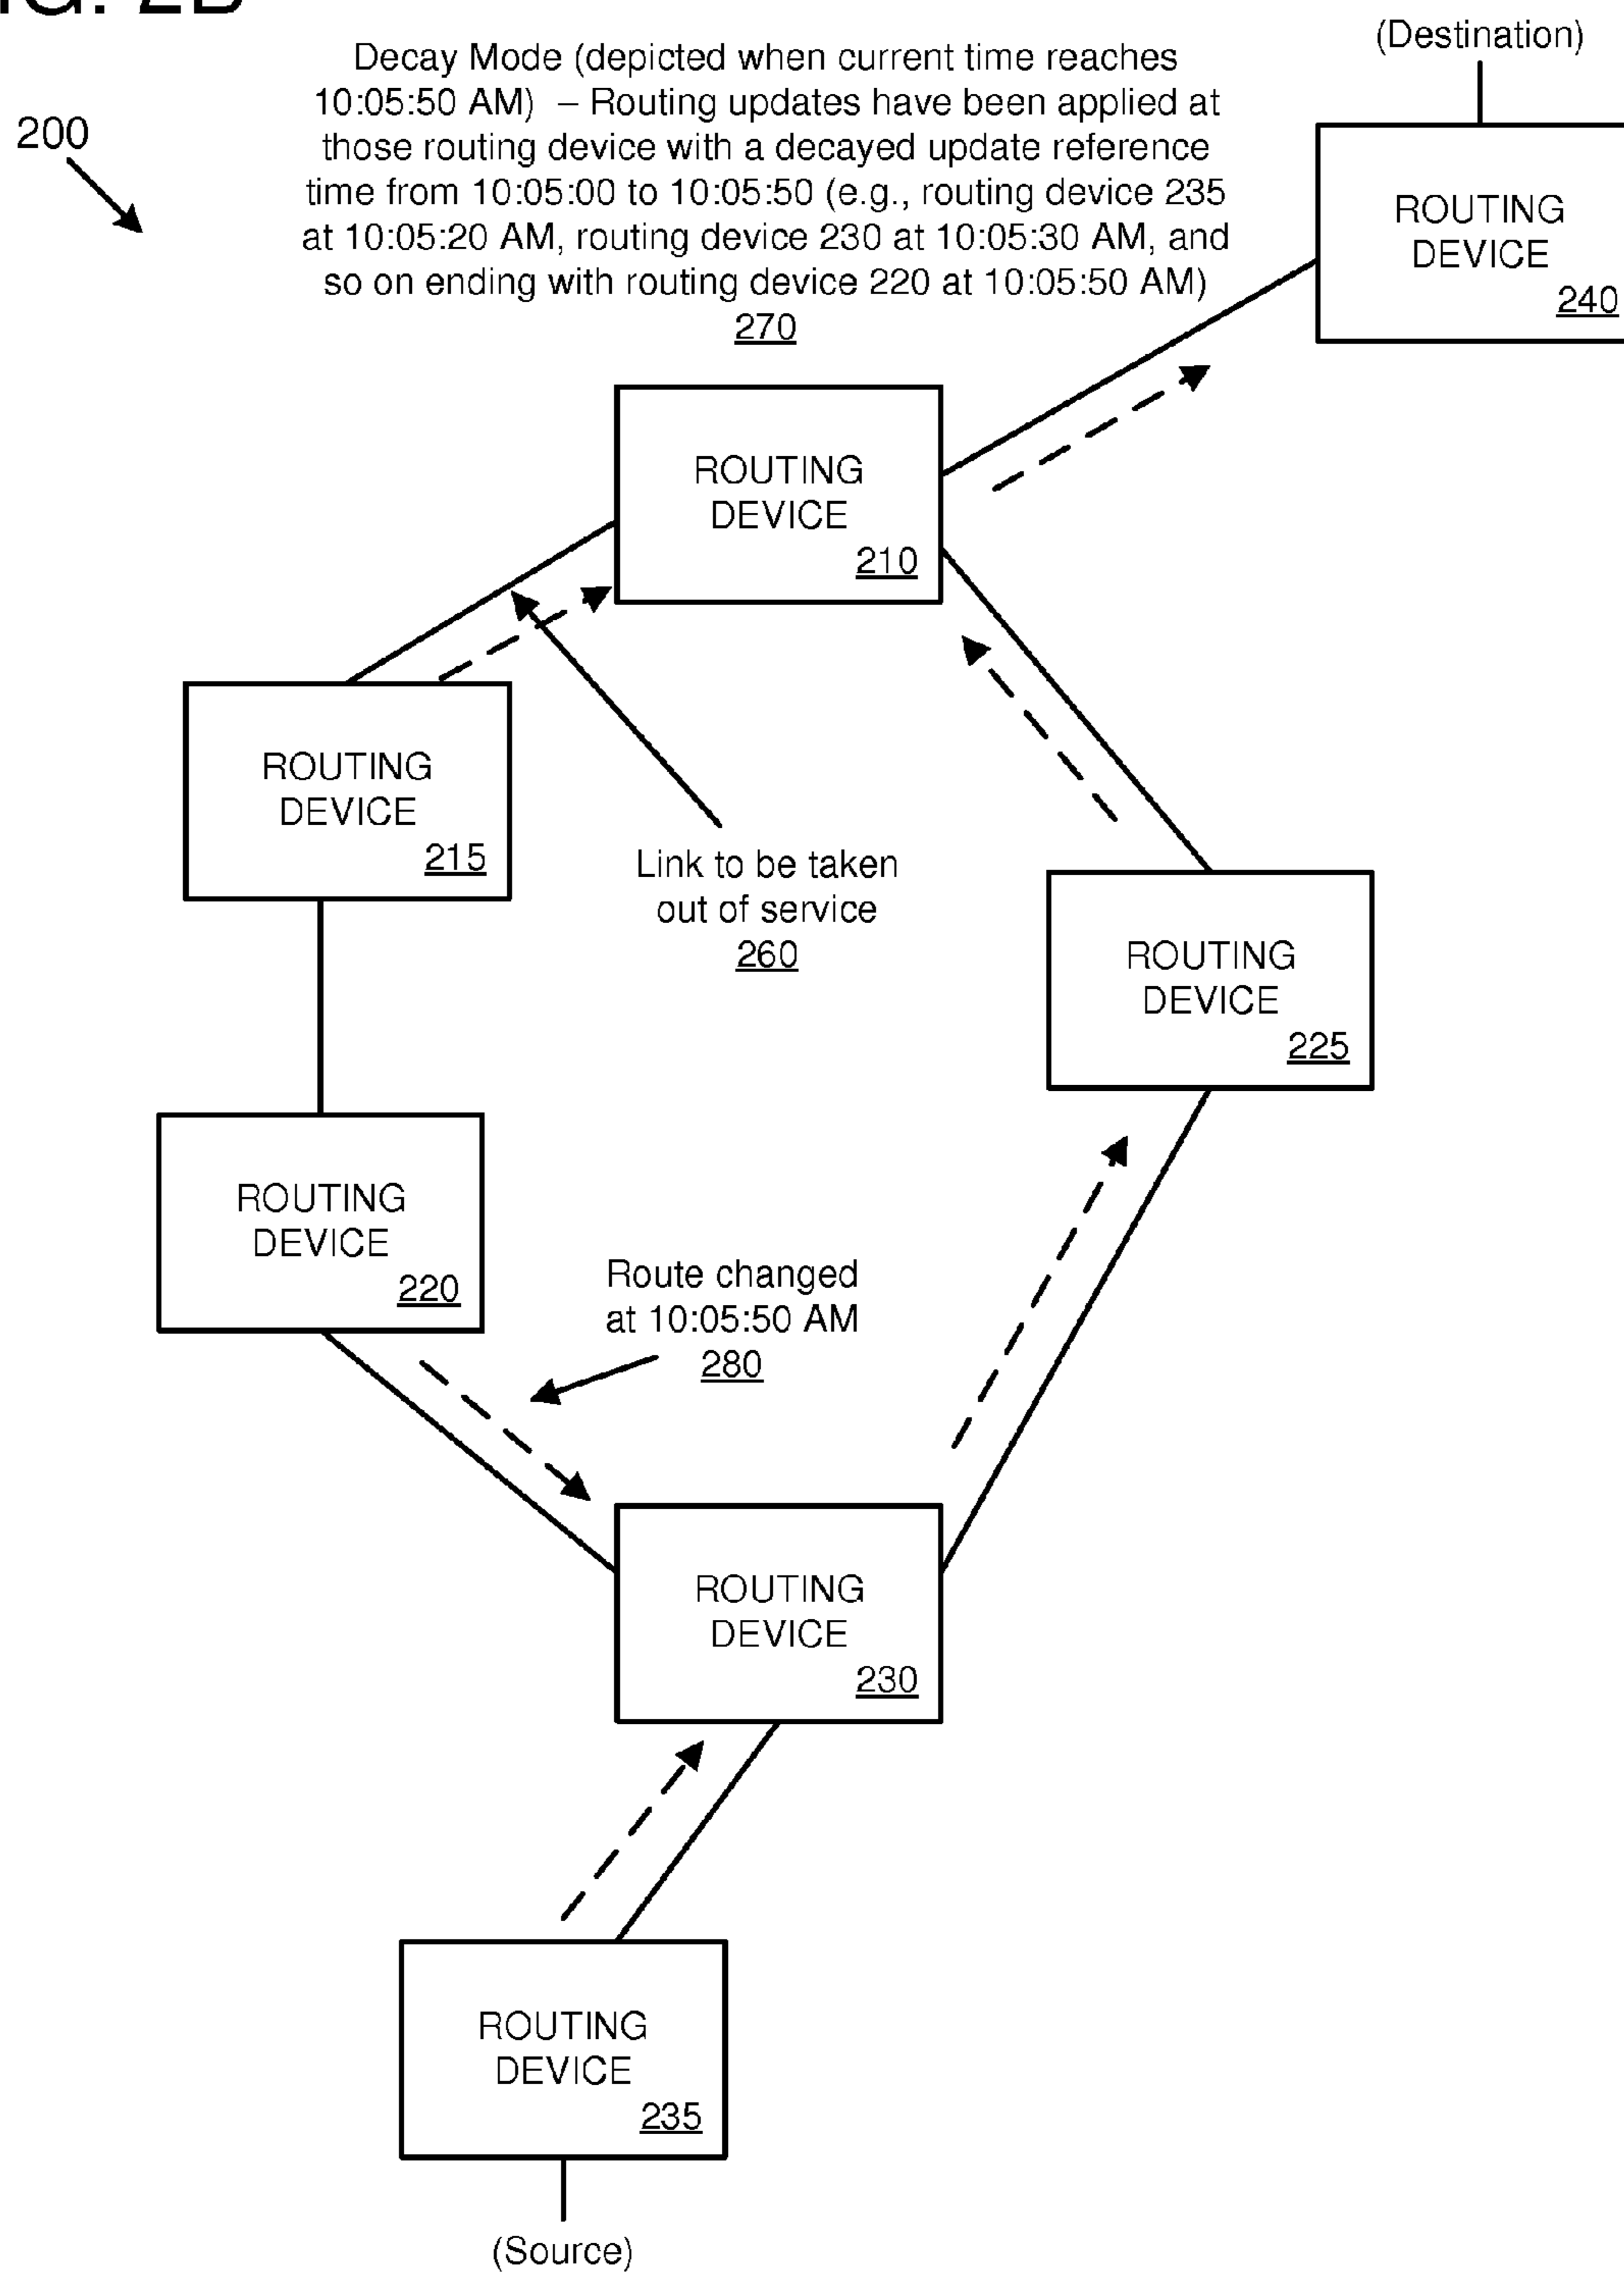 FIG. 2B
200
Decay Mode (depicted when current time reaches
10:05:50 AM) – Routing updates have been applied at
those routing device with a decayed update reference
time from 10:05:00 to 10:05:50 (e.g., routing device 235
at 10:05:20 AM, routing device 230 at 10:05:30 AM, and
so on ending with routing device 220 at 10:05:50 AM)
270
(Destination)
ROUTING
DEVICE
240
ROUTING
DEVICE
210
ROUTING
DEVICE
215
Link to be taken
out of service
260
ROUTING
DEVICE
225
ROUTING
DEVICE
220
Route changed
at 10:05:50 AM
280
ROUTING
DEVICE
230
ROUTING
DEVICE
235
(Source)